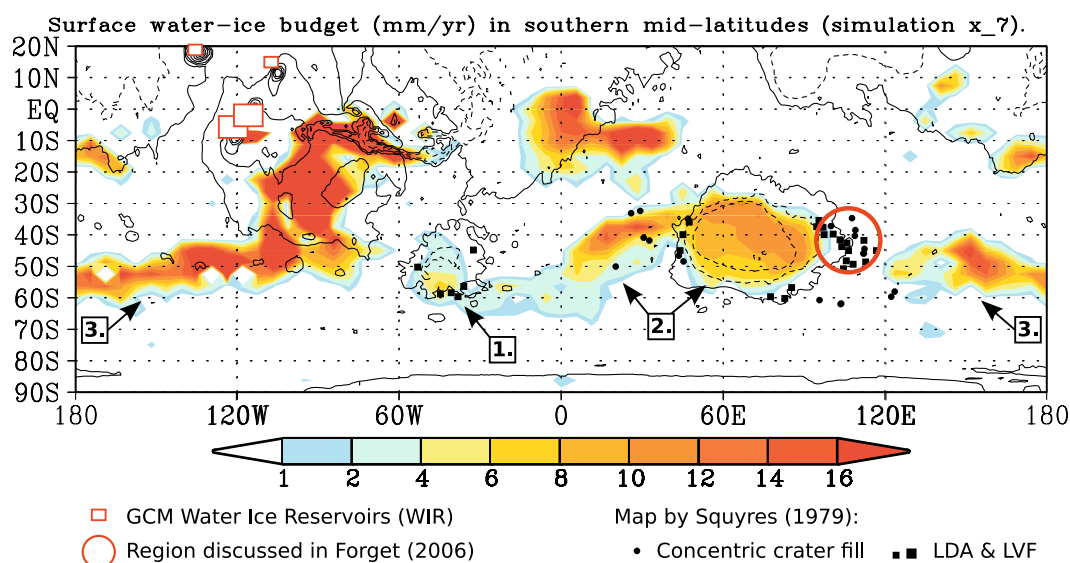 Surface water-ice budget (mm/yr) in southern mid-latitudes (simulation x_7).
20N
10N
EQ
10S
20S
30S
40S
50S
60S
70S
80S
90S
3.
1.
2.
3.
180 120W 60W 0 60E 120E 180
1 2 4 6 8 10 12 14 16
GCM Water Ice Reservoirs (WIR)
Region discussed in Forget (2006)
Map by Squyres (1979):
Concentric crater fill
LDA & LVF